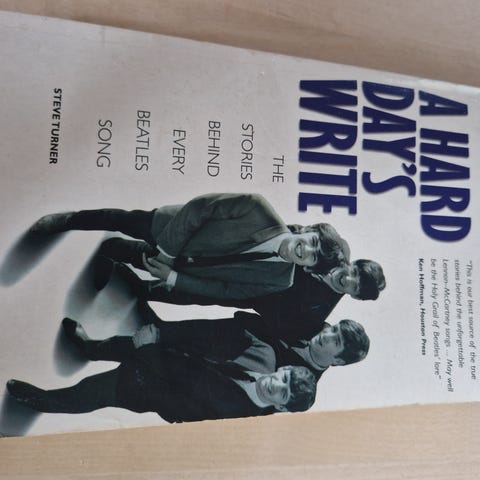 A HARD
DAY'S
WRITE
"This is our best source of the true
stories behind the unforgettable
Lennon-McCartney songs ... May well
be the Holy Grail of Beatles' lore"
Ken Hoffman, Houston Press
THE
STORIES
BEHIND
EVERY
BEATLES
SONG
STEVE TURNER